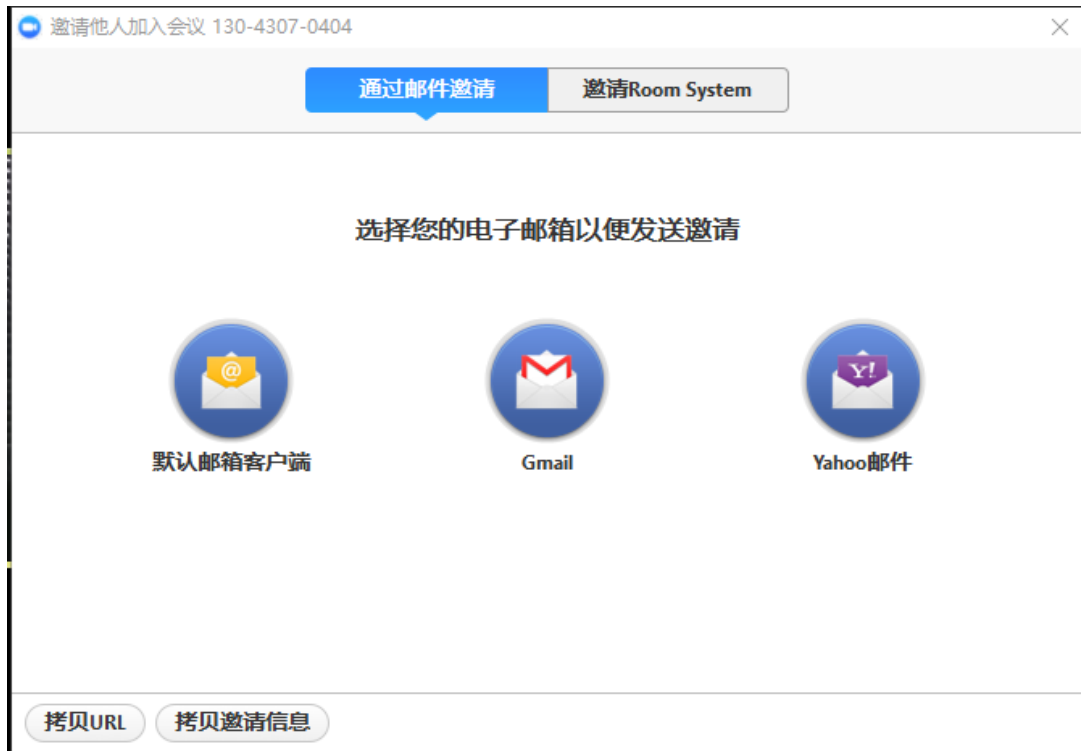 邀请他人加入会议 130-4307-0404
通过邮件邀请 邀请Room System
选择您的电子邮箱以便发送邀请
@ Y!
默认邮箱客户端 Gmail Yahoo邮件
拷贝URL 拷贝邀请信息